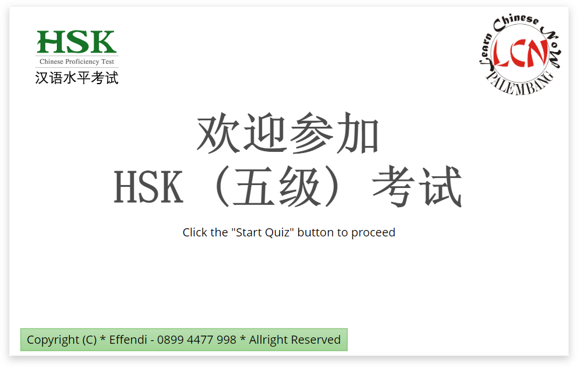 HSK
Chinese Proficiency Test
汉语水平考试
Learn Chinese Now
LCN
PALEMBANG
欢迎参加
HSK（五级）考试
Click the "Start Quiz" button to proceed
Copyright (C) * Effendi - 0899 4477 998 * Allright Reserved